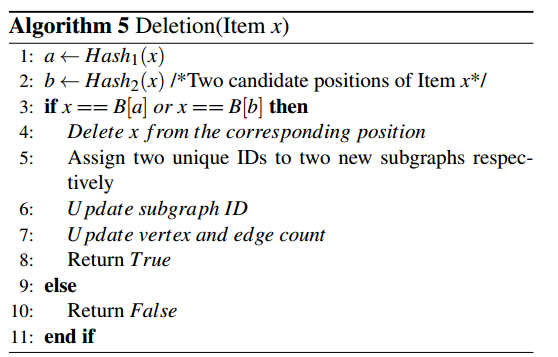 Algorithm 5 Deletion(Item x)
1: a ← Hash₁(x)
2: b ← Hash₂(x) /*Two candidate positions of Item x*/
3: if x == B[a] or x == B[b] then
4: Delete x from the corresponding position
5: Assign two unique IDs to two new subgraphs respec-
tively
6: Update subgraph ID
7: Update vertex and edge count
8: Return True
9: else
10: Return False
11: end if